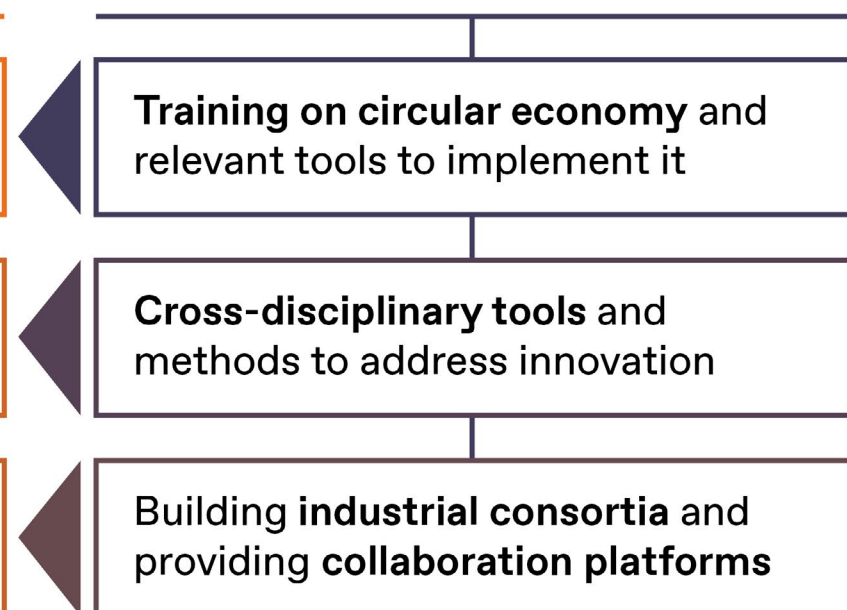 Training on circular economy and
relevant tools to implement it
Cross-disciplinary tools and
methods to address innovation
Building industrial consortia and
providing collaboration platforms